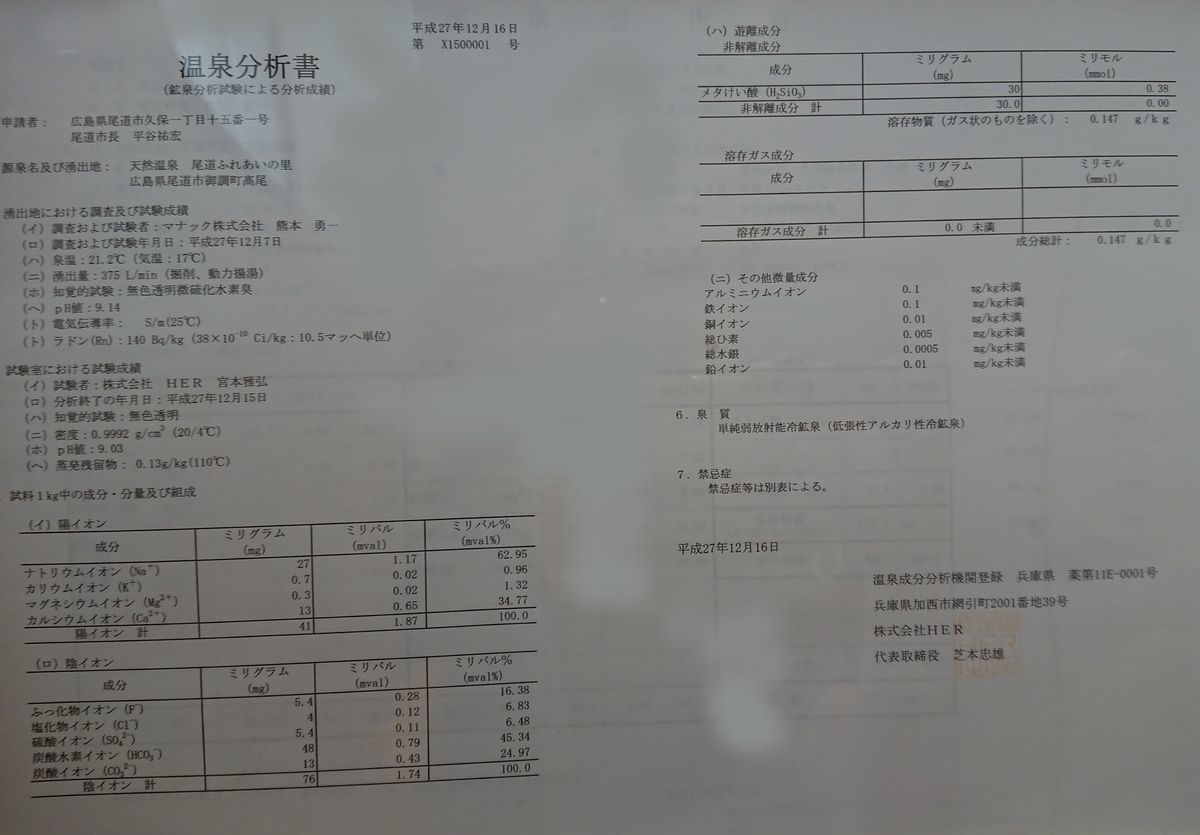 平成27年12月16日
第 X1500001 号
温泉分析書
(鉱泉分析試験による分析成績)
申請者： 広島県尾道市久保一丁目十五番一号
尾道市長 平谷祐宏
源泉名及び湧出地： 天然温泉 尾道ふれあいの里
広島県尾道市御調町高尾
湧出地における調査及び試験成績
(イ) 調査および試験者：マナック株式会社 熊本 勇一
(ロ) 調査および試験年月日：平成27年12月7日
(ハ) 泉温：21.2℃ (気温：17℃)
(ニ) 湧出量：375 L/min (掘削、動力揚湯)
(ホ) 知覚的試験：無色透明微硫化水素臭
(ヘ) pH値：9.14
(ト) 電気伝導率： S/m(25℃)
(ト) ラドン(Rn)：140 Bq/kg (38×10⁻¹⁰ Ci/kg：10.5マッヘ単位)
試験室における試験成績
(イ) 試験者：株式会社 HER 宮本雅弘
(ロ) 分析終了の年月日：平成27年12月15日
(ハ) 知覚的試験：無色透明
(ニ) 密度：0.9992 g/cm³ (20/4℃)
(ホ) pH値：9.03
(ヘ) 蒸発残留物： 0.13g/kg(110℃)
試料1kg中の成分・分量及び組成
(イ) 陽イオン
成分 ミリグラム (mg) ミリバル (mval) ミリバル% (mval%)
ナトリウムイオン (Na⁺) 27 1.17 62.95
カリウムイオン (K⁺) 0.7 0.02 0.96
マグネシウムイオン (Mg²⁺) 0.3 0.02 1.32
カルシウムイオン (Ca²⁺) 13 0.65 34.77
陽イオン 計 41 1.87 100.0
(ロ) 陰イオン
成分 ミリグラム (mg) ミリバル (mval) ミリバル% (mval%)
ふっ化物イオン (F⁻) 5.4 0.28 16.38
塩化物イオン (Cl⁻) 4 0.12 6.83
硫酸イオン (SO₄²⁻) 5.4 0.11 6.48
炭酸水素イオン (HCO₃⁻) 48 0.79 45.34
炭酸イオン (CO₃²⁻) 13 0.43 24.97
陰イオン 計 76 1.74 100.0
(ハ) 遊離成分
非解離成分
成分 ミリグラム (mg) ミリモル (mmol)
メタけい酸 (H₂SiO₃) 30 0.38
非解離成分 計 30.0 0.00
溶存物質 (ガス状のものを除く)： 0.147 g/kg
溶存ガス成分
成分 ミリグラム (mg) ミリモル (mmol)
溶存ガス成分 計 0.0 未満 0.0
成分総計： 0.147 g/kg
(ニ) その他微量成分
アルミニウムイオン 0.1 mg/kg未満
鉄イオン 0.1 mg/kg未満
銅イオン 0.01 mg/kg未満
総ひ素 0.005 mg/kg未満
総水銀 0.0005 mg/kg未満
鉛イオン 0.01 mg/kg未満
6．泉 質
単純弱放射能冷鉱泉 (低張性アルカリ性冷鉱泉)
7．禁忌症
禁忌症等は別表による。
平成27年12月16日
温泉成分分析機関登録 兵庫県 薬第11E-0001号
兵庫県加西市網引町2001番地39号
株式会社HER
代表取締役 芝本忠雄